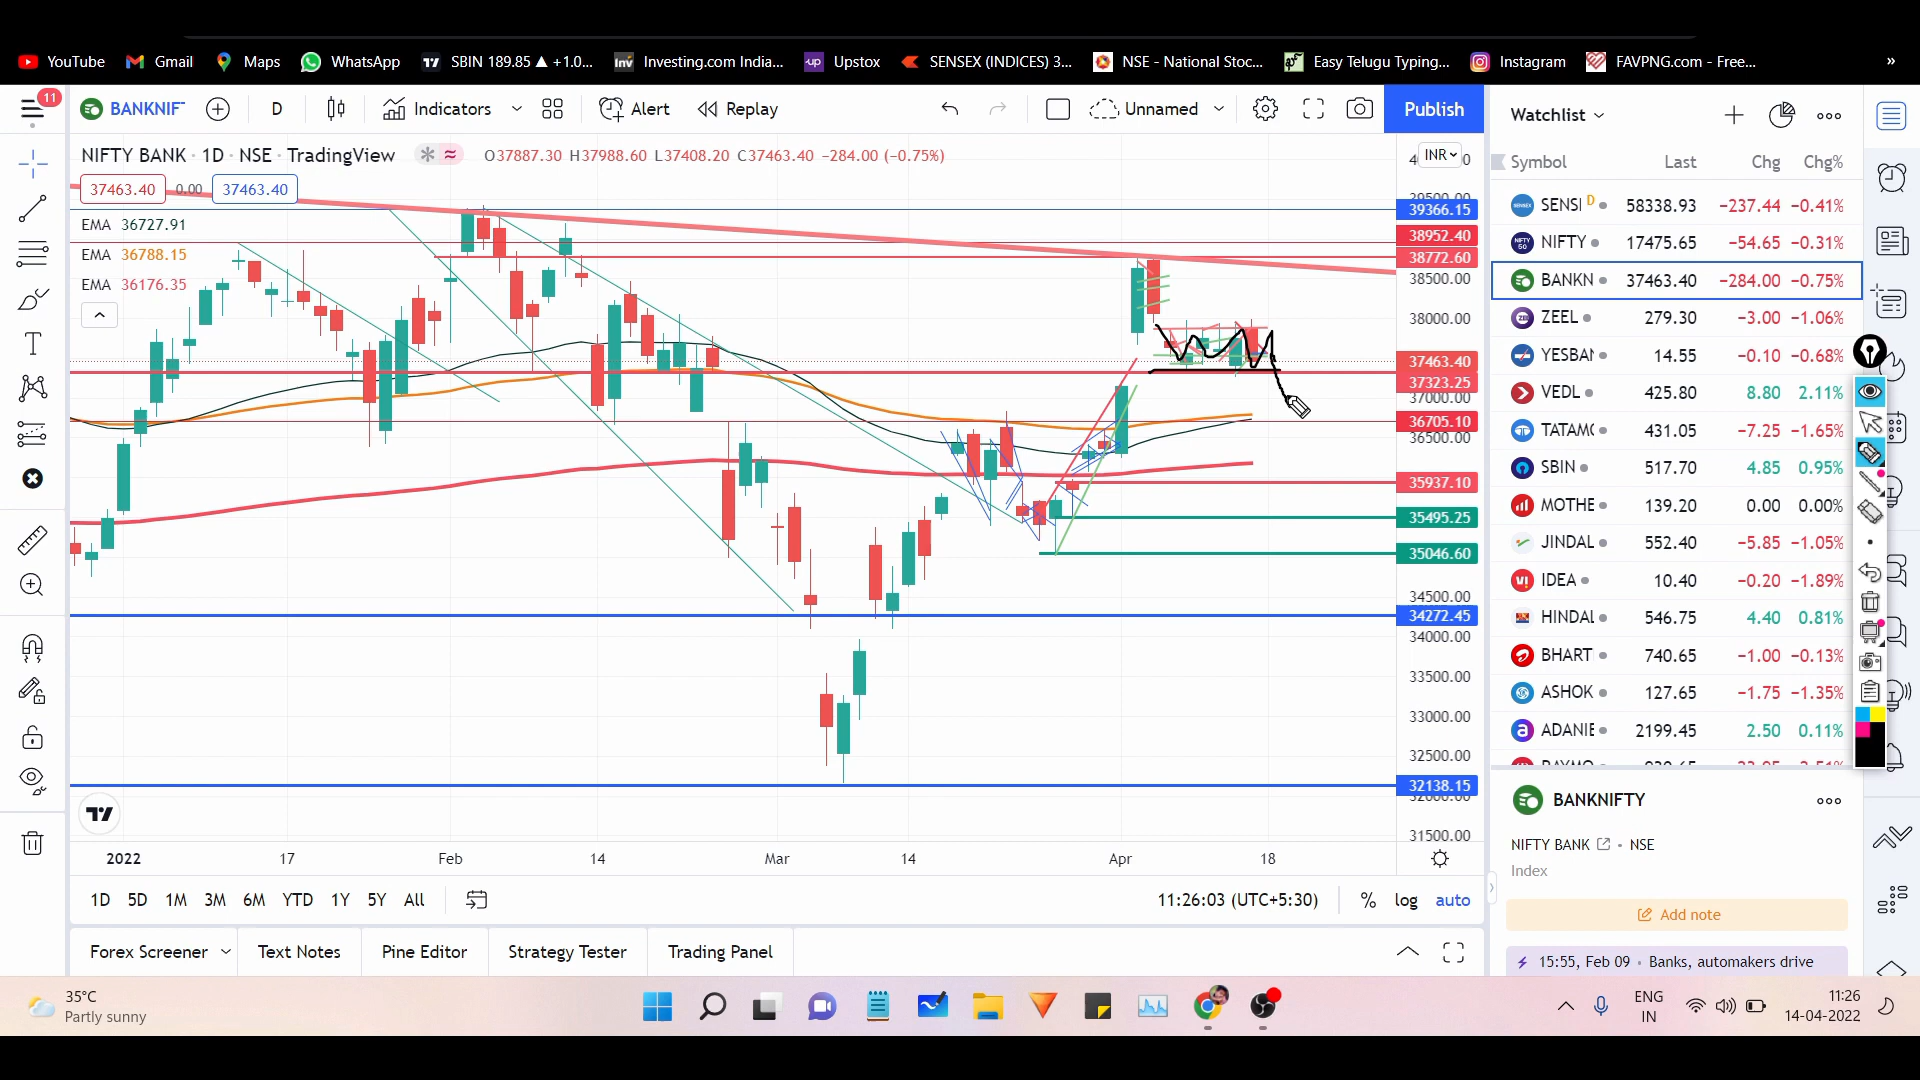 YouTube Gmail Maps WhatsApp SBIN 189.85 ▲ +1.0... Investing.com India... Upstox SENSEX (INDICES) 3... NSE - National Stoc... Easy Telugu Typing... Instagram FAVPNG.com - Free... »
11 BANKNIF D Indicators Alert Replay Unnamed Publish
NIFTY BANK · 1D · NSE · TradingView O37887.30 H37988.60 L37408.20 C37463.40 −284.00 (−0.75%)
INR
37463.40 0.00 37463.40
EMA 36727.91
EMA 36788.15
EMA 36176.35
39366.15
38952.40
38772.60
38500.00
38000.00
37463.40
37323.25
37000.00
36705.10
36500.00
35937.10
35495.25
35046.60
34500.00
34272.45
34000.00
33500.00
33000.00
32500.00
32138.15
31500.00
2022 17 Feb 14 Mar 14 Apr 18
1D 5D 1M 3M 6M YTD 1Y 5Y All 11:26:03 (UTC+5:30) % log auto
Forex Screener Text Notes Pine Editor Strategy Tester Trading Panel
Watchlist
Symbol Last Chg Chg%
SENSI D 58338.93 −237.44 −0.41%
NIFTY 17475.65 −54.65 −0.31%
BANKN 37463.40 −284.00 −0.75%
ZEEL 279.30 −3.00 −1.06%
YESBAN 14.55 −0.10 −0.68%
VEDL 425.80 8.80 2.11%
TATAMO 431.05 −7.25 −1.65%
SBIN 517.70 4.85 0.95%
MOTHE 139.20 0.00 0.00%
JINDAL 552.40 −5.85 −1.05%
IDEA 10.40 −0.20 −1.89%
HINDAL 546.75 4.40 0.81%
BHART 740.65 −1.00 −0.13%
ASHOK 127.65 −1.75 −1.35%
ADANIE 2199.45 2.50 0.11%
BANKNIFTY
NIFTY BANK · NSE
Index
Add note
15:55, Feb 09 · Banks, automakers drive
35°C
Partly sunny
ENG
IN
11:26
14-04-2022